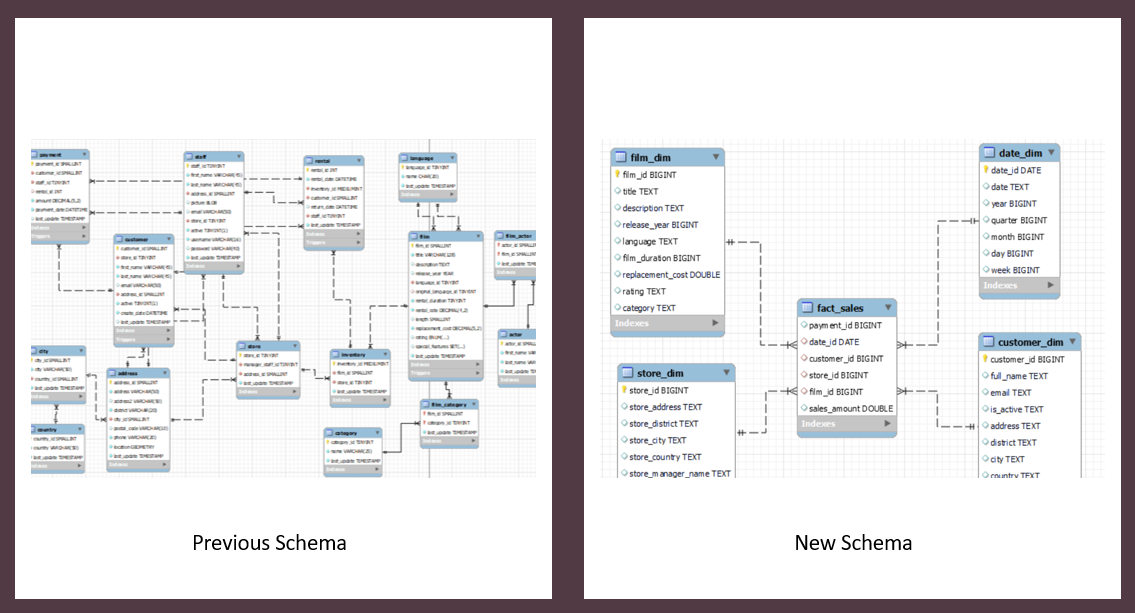 payment
payment_id SMALLINT
customer_id SMALLINT
staff_id TINYINT
rental_id INT
amount DECIMAL(5,2)
payment_date DATETIME
last_update TIMESTAMP
Indexes
Triggers
staff
staff_id TINYINT
first_name VARCHAR(45)
last_name VARCHAR(45)
address_id SMALLINT
picture BLOB
email VARCHAR(50)
store_id TINYINT
active TINYINT(1)
username VARCHAR(16)
password VARCHAR(40)
last_update TIMESTAMP
Indexes
rental
rental_id INT
rental_date DATETIME
inventory_id MEDIUMINT
customer_id SMALLINT
return_date DATETIME
staff_id TINYINT
last_update TIMESTAMP
Indexes
Triggers
language
language_id TINYINT
name CHAR(20)
last_update TIMESTAMP
Indexes
customer
customer_id SMALLINT
store_id TINYINT
first_name VARCHAR(45)
last_name VARCHAR(45)
email VARCHAR(50)
address_id SMALLINT
active TINYINT(1)
create_date DATETIME
last_update TIMESTAMP
Indexes
Triggers
film
film_id SMALLINT
title VARCHAR(128)
description TEXT
release_year YEAR
language_id TINYINT
original_language_id TINYINT
rental_duration TINYINT
rental_rate DECIMAL(4,2)
length SMALLINT
replacement_cost DECIMAL(5,2)
rating ENUM(...)
special_features SET(...)
last_update TIMESTAMP
Indexes
Triggers
film_actor
actor_id SMALLINT
film_id SMALLINT
Indexes
city
city_id SMALLINT
city VARCHAR(50)
country_id SMALLINT
last_update TIMESTAMP
Indexes
address
address_id SMALLINT
address VARCHAR(50)
address2 VARCHAR(50)
district VARCHAR(20)
city_id SMALLINT
postal_code VARCHAR(10)
phone VARCHAR(20)
location GEOMETRY
last_update TIMESTAMP
Indexes
store
store_id TINYINT
manager_staff_id TINYINT
address_id SMALLINT
last_update TIMESTAMP
Indexes
inventory
inventory_id MEDIUMINT
film_id SMALLINT
store_id TINYINT
last_update TIMESTAMP
Indexes
actor
actor_id SMALLINT
Indexes
country
country_id SMALLINT
country VARCHAR(50)
last_update TIMESTAMP
Indexes
category
category_id TINYINT
name VARCHAR(25)
last_update TIMESTAMP
Indexes
film_category
film_id SMALLINT
category_id TINYINT
last_update TIMESTAMP
Indexes
Previous Schema
film_dim
film_id BIGINT
title TEXT
description TEXT
release_year BIGINT
language TEXT
film_duration BIGINT
replacement_cost DOUBLE
rating TEXT
category TEXT
Indexes
date_dim
date_id DATE
date TEXT
year BIGINT
quarter BIGINT
month BIGINT
day BIGINT
week BIGINT
Indexes
fact_sales
payment_id BIGINT
date_id DATE
customer_id BIGINT
store_id BIGINT
film_id BIGINT
sales_amount DOUBLE
Indexes
store_dim
store_id BIGINT
store_address TEXT
store_district TEXT
store_city TEXT
store_country TEXT
store_manager_name TEXT
customer_dim
customer_id BIGINT
full_name TEXT
email TEXT
is_active TEXT
address TEXT
district TEXT
city TEXT
country TEXT
New Schema